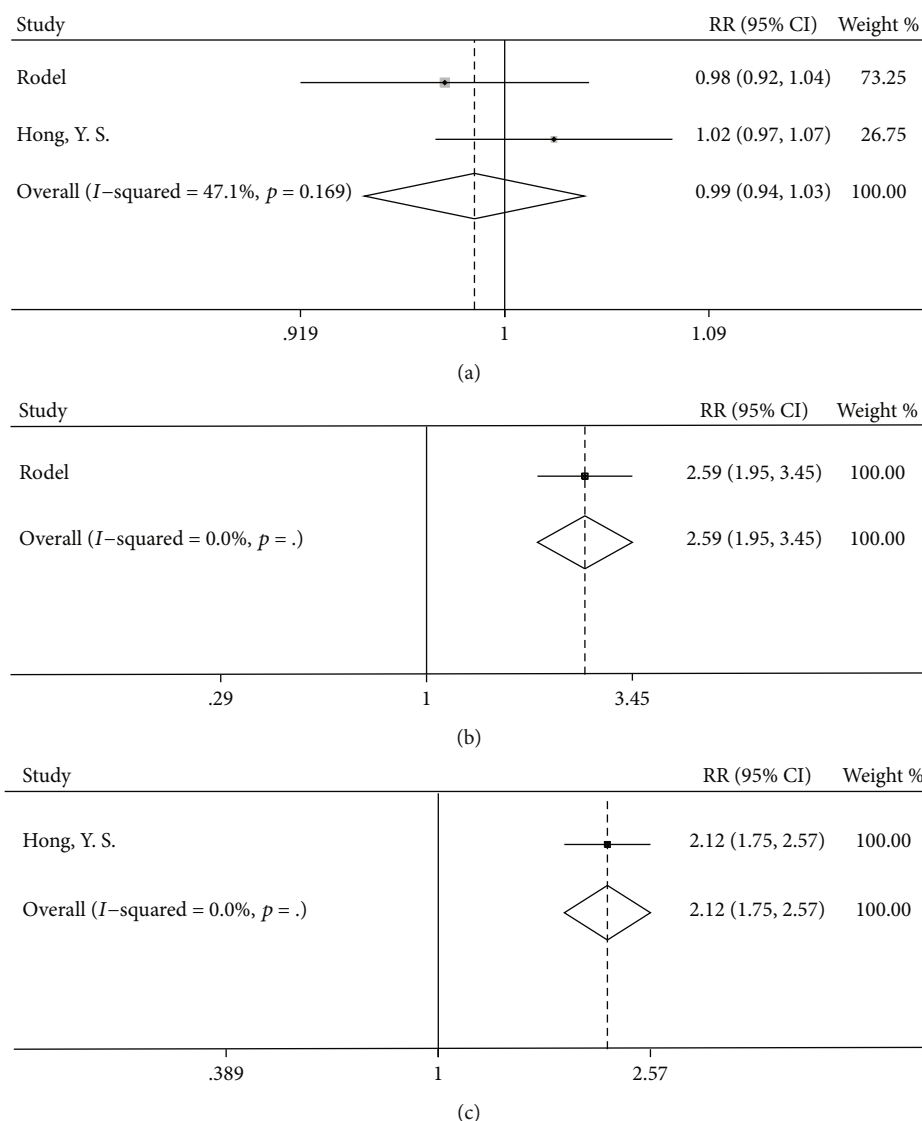 Study RR (95% CI) Weight %
Rodel 0.98 (0.92, 1.04) 73.25
Hong, Y. S. 1.02 (0.97, 1.07) 26.75
Overall (I−squared = 47.1%, p = 0.169) 0.99 (0.94, 1.03) 100.00
.919 1 1.09
(a)
Study RR (95% CI) Weight %
Rodel 2.59 (1.95, 3.45) 100.00
Overall (I−squared = 0.0%, p = .) 2.59 (1.95, 3.45) 100.00
.29 1 3.45
(b)
Study RR (95% CI) Weight %
Hong, Y. S. 2.12 (1.75, 2.57) 100.00
Overall (I−squared = 0.0%, p = .) 2.12 (1.75, 2.57) 100.00
.389 1 2.57
(c)